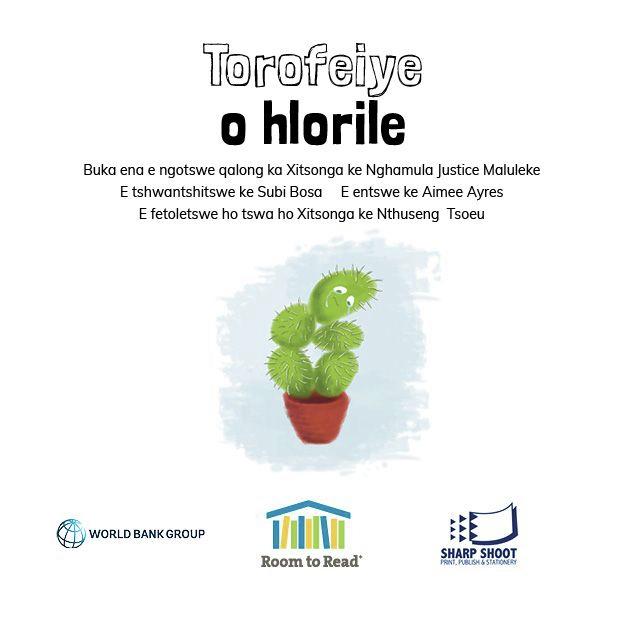 Torofeiye
o hlorile
Buka ena e ngotswe qalong ka Xitsonga ke Nghamula Justice Maluleke
E tshwantshitswe ke Subi Bosa E entswe ke Aimee Ayres
E fetoletswe ho tswa ho Xitsonga ke Nthuseng Tsoeu
WORLD BANK GROUP
Room to Read
SHARP SHOOT
PRINT, PUBLISH & STATIONERY